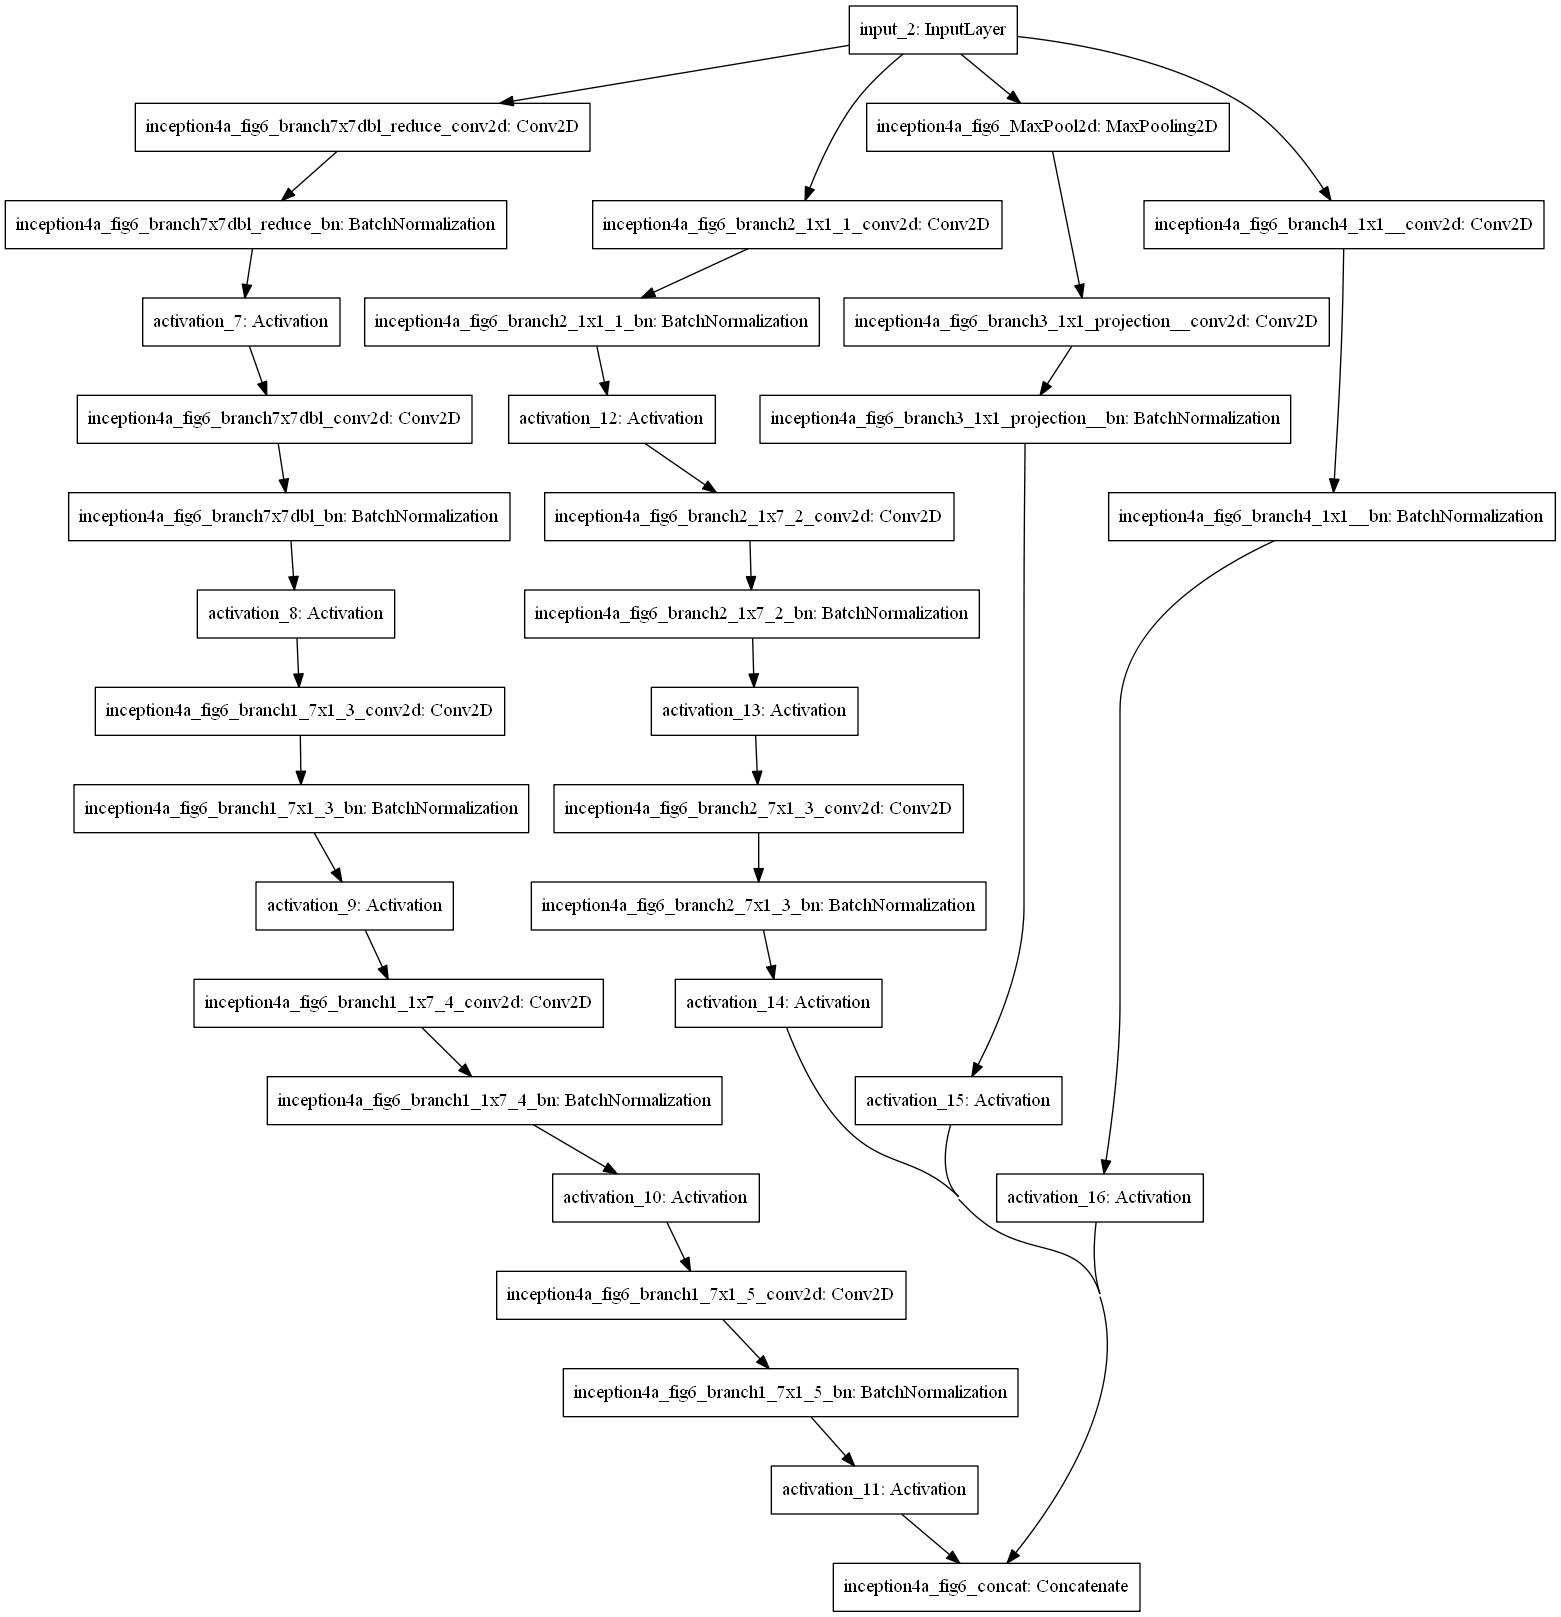 input_2: InputLayer
inception4a_fig6_branch7x7dbl_reduce_conv2d: Conv2D
inception4a_fig6_MaxPool2d: MaxPooling2D
inception4a_fig6_branch7x7dbl_reduce_bn: BatchNormalization
inception4a_fig6_branch2_1x1_1_conv2d: Conv2D
inception4a_fig6_branch4_1x1__conv2d: Conv2D
activation_7: Activation
inception4a_fig6_branch2_1x1_1_bn: BatchNormalization
inception4a_fig6_branch3_1x1_projection__conv2d: Conv2D
inception4a_fig6_branch7x7dbl_conv2d: Conv2D
activation_12: Activation
inception4a_fig6_branch3_1x1_projection__bn: BatchNormalization
inception4a_fig6_branch7x7dbl_bn: BatchNormalization
inception4a_fig6_branch2_1x7_2_conv2d: Conv2D
inception4a_fig6_branch4_1x1__bn: BatchNormalization
activation_8: Activation
inception4a_fig6_branch2_1x7_2_bn: BatchNormalization
inception4a_fig6_branch1_7x1_3_conv2d: Conv2D
activation_13: Activation
inception4a_fig6_branch1_7x1_3_bn: BatchNormalization
inception4a_fig6_branch2_7x1_3_conv2d: Conv2D
activation_9: Activation
inception4a_fig6_branch2_7x1_3_bn: BatchNormalization
inception4a_fig6_branch1_1x7_4_conv2d: Conv2D
activation_14: Activation
inception4a_fig6_branch1_1x7_4_bn: BatchNormalization
activation_15: Activation
activation_10: Activation
activation_16: Activation
inception4a_fig6_branch1_7x1_5_conv2d: Conv2D
inception4a_fig6_branch1_7x1_5_bn: BatchNormalization
activation_11: Activation
inception4a_fig6_concat: Concatenate